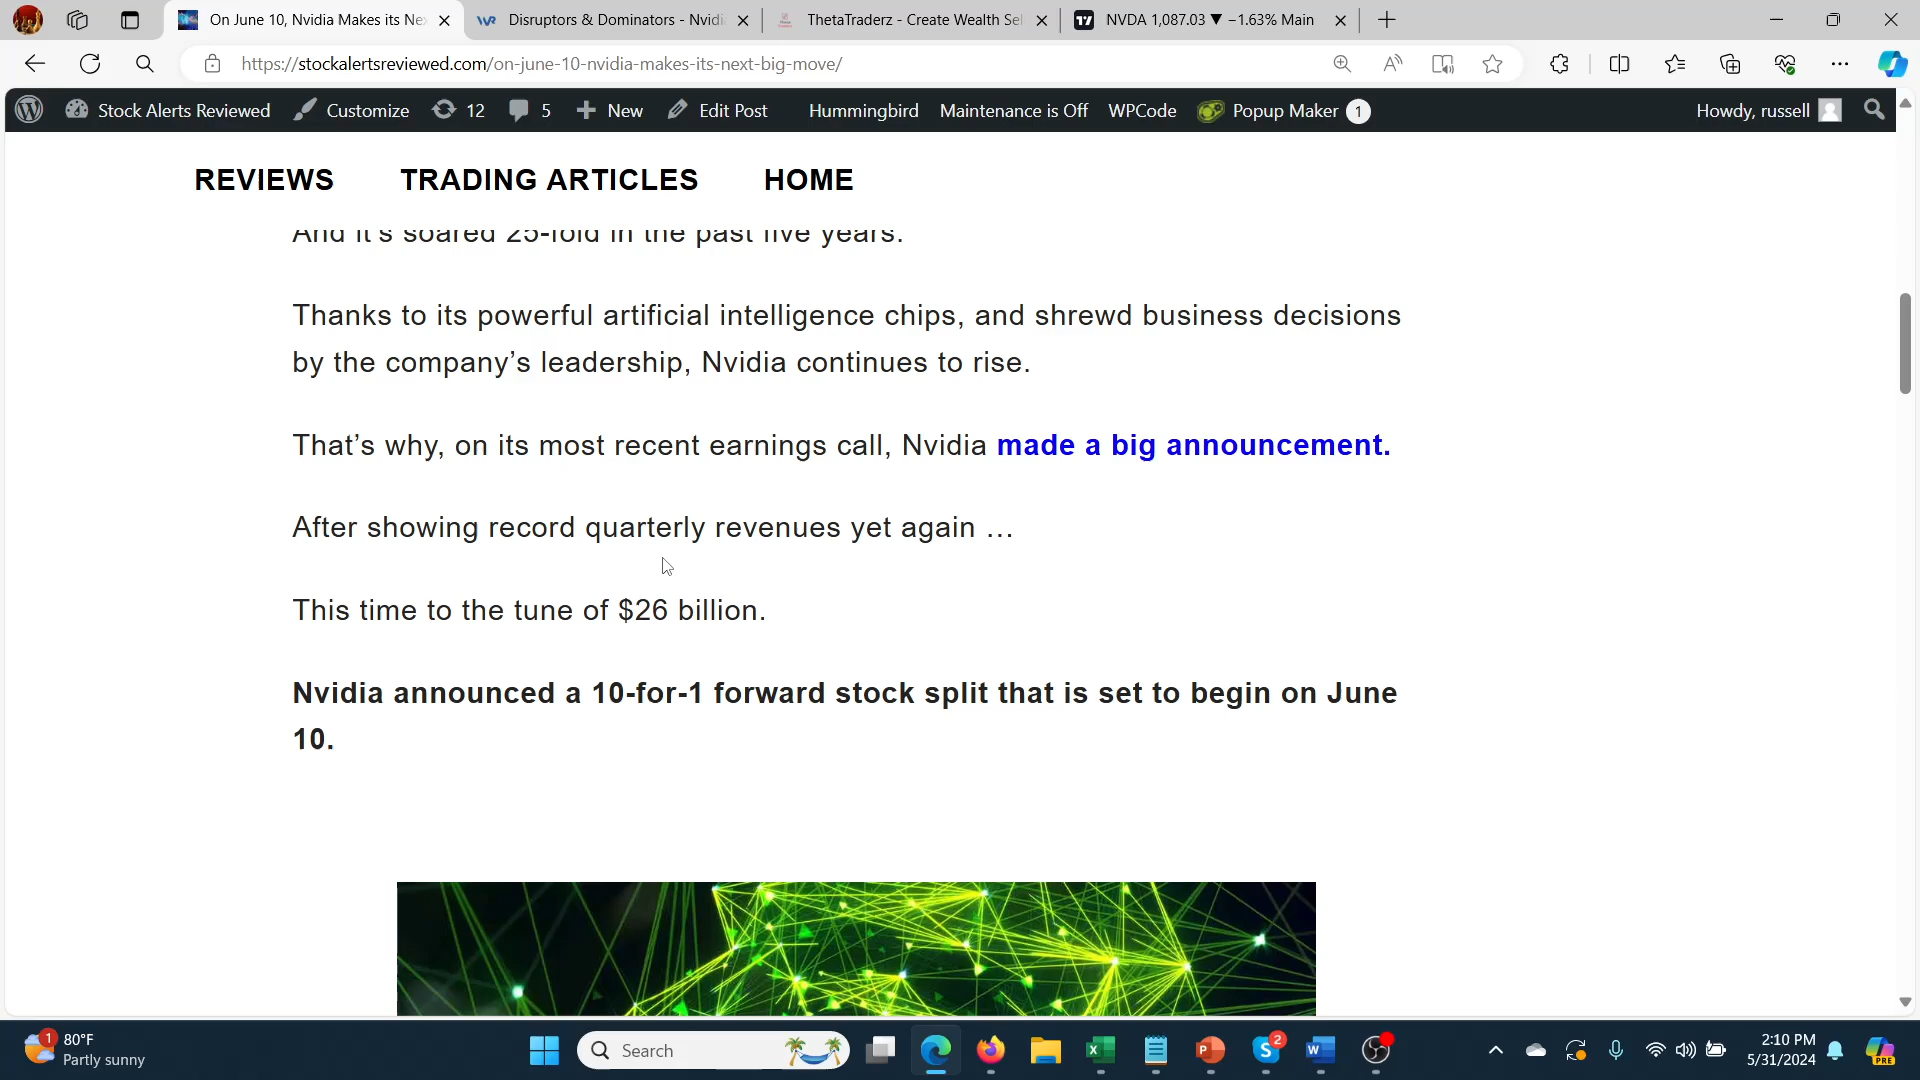 On June 10, Nvidia Makes its Ne
Disruptors & Dominators - Nvidi
ThetaTraderz - Create Wealth Sel
NVDA 1,087.03 ▼ −1.63% Main
https://stockalertsreviewed.com/on-june-10-nvidia-makes-its-next-big-move/
Stock Alerts Reviewed
Customize
12
5
New
Edit Post
Hummingbird
Maintenance is Off
WPCode
Popup Maker 1
Howdy, russell
REVIEWS
TRADING ARTICLES
HOME
And it's soared 25-fold in the past five years.
Thanks to its powerful artificial intelligence chips, and shrewd business decisions
by the company’s leadership, Nvidia continues to rise.
That’s why, on its most recent earnings call, Nvidia made a big announcement.
After showing record quarterly revenues yet again …
This time to the tune of $26 billion.
Nvidia announced a 10-for-1 forward stock split that is set to begin on June
10.
1
80°F
Partly sunny
Search
2
2:10 PM
5/31/2024
PRE